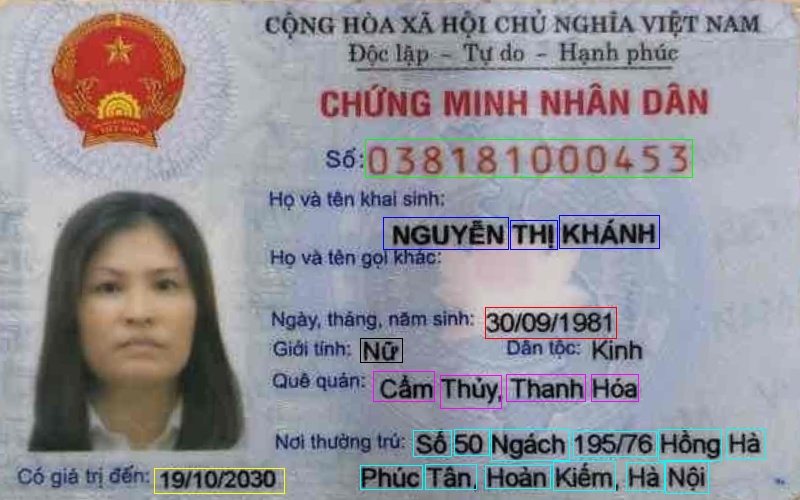 CỘNG HÒA XÃ HỘI CHỦ NGHĨA VIỆT NAM
Độc lập - Tự do - Hạnh phúc
CHỨNG MINH NHÂN DÂN
Số: 038181000453
Họ và tên khai sinh:
NGUYỄN THỊ KHÁNH
Họ và tên gọi khác:
Ngày, tháng, năm sinh: 30/09/1981
Giới tính: Nữ Dân tộc: Kinh
Quê quán: Cẩm Thủy, Thanh Hóa
Nơi thường trú: Số 50 Ngách 195/76 Hồng Hà
Phúc Tân, Hoàn Kiếm, Hà Nội
Có giá trị đến: 19/10/2030